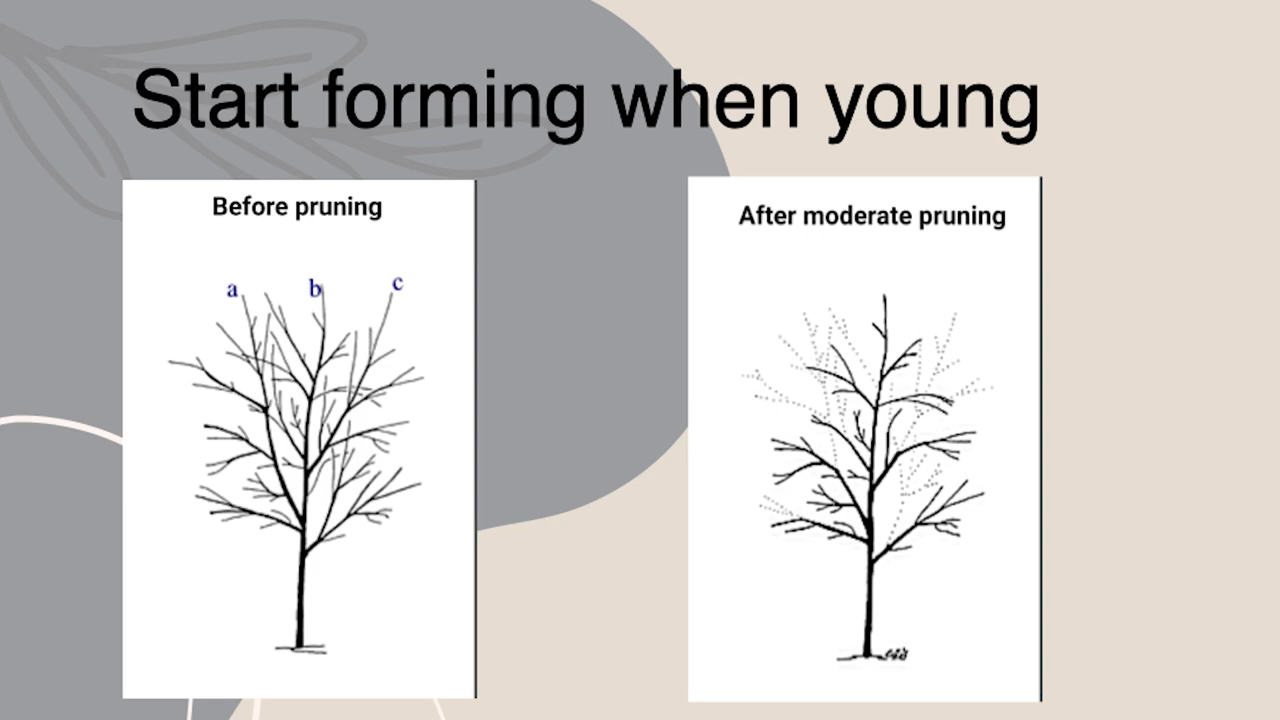 Start forming when young
Before pruning
After moderate pruning
a
b
c